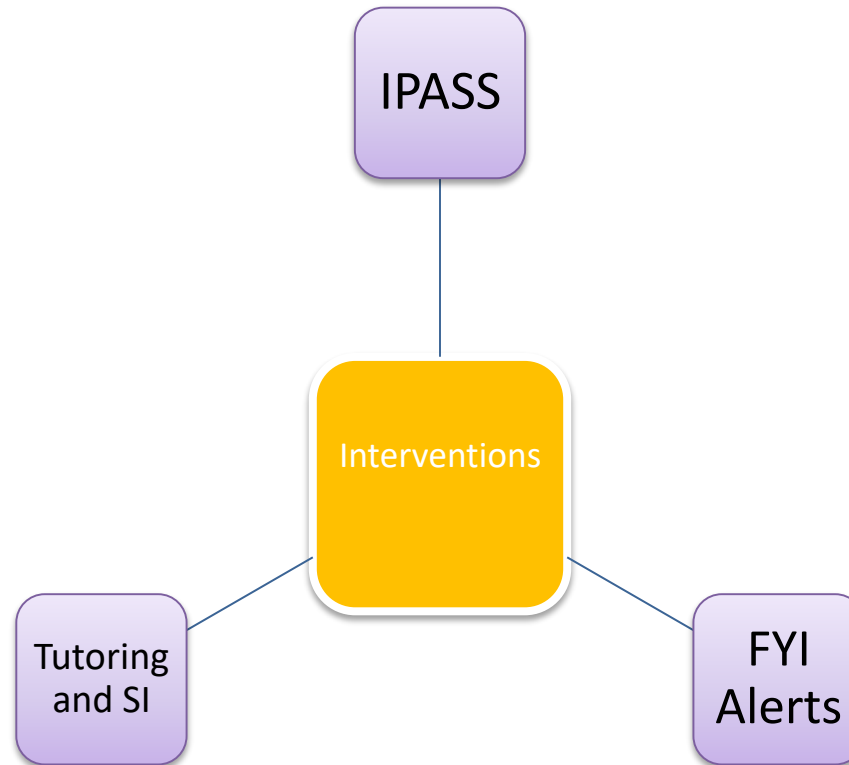 IPASS
Interventions
Tutoring
and SI
FYI
Alerts